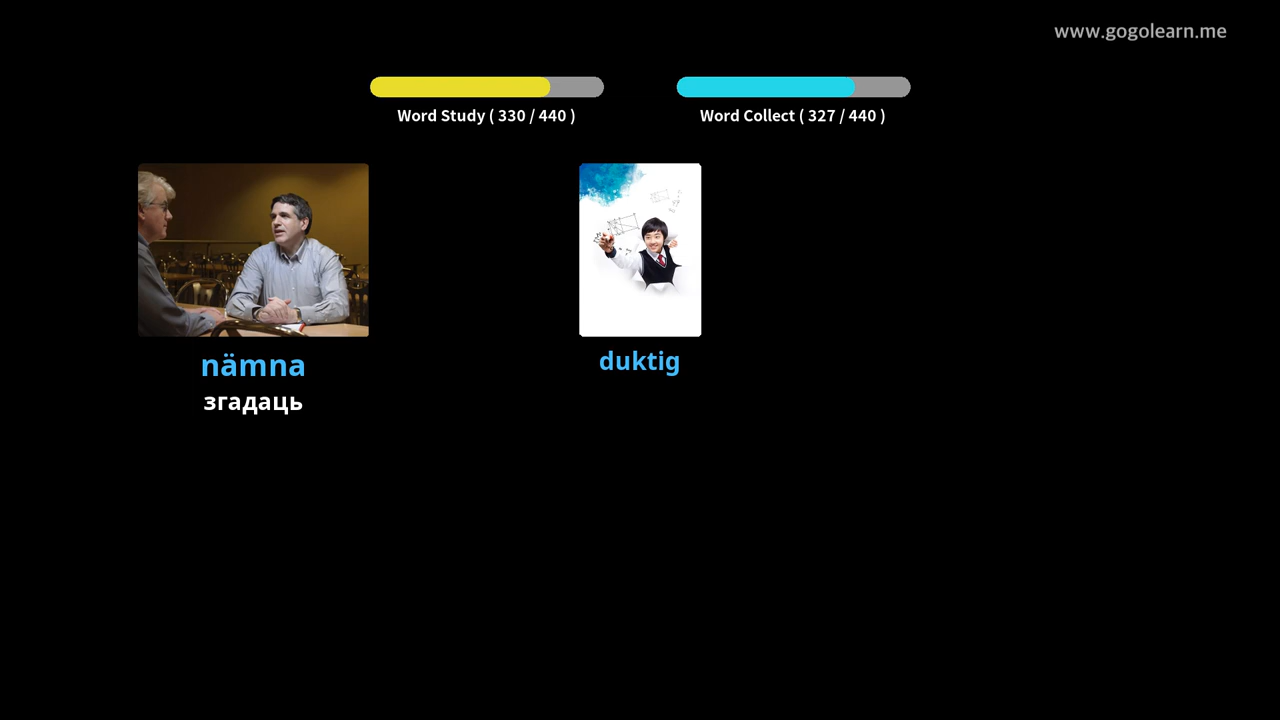 www.gogolearn.me
Word Study ( 330 / 440 )
Word Collect ( 327 / 440 )
nämna
згадаць
duktig